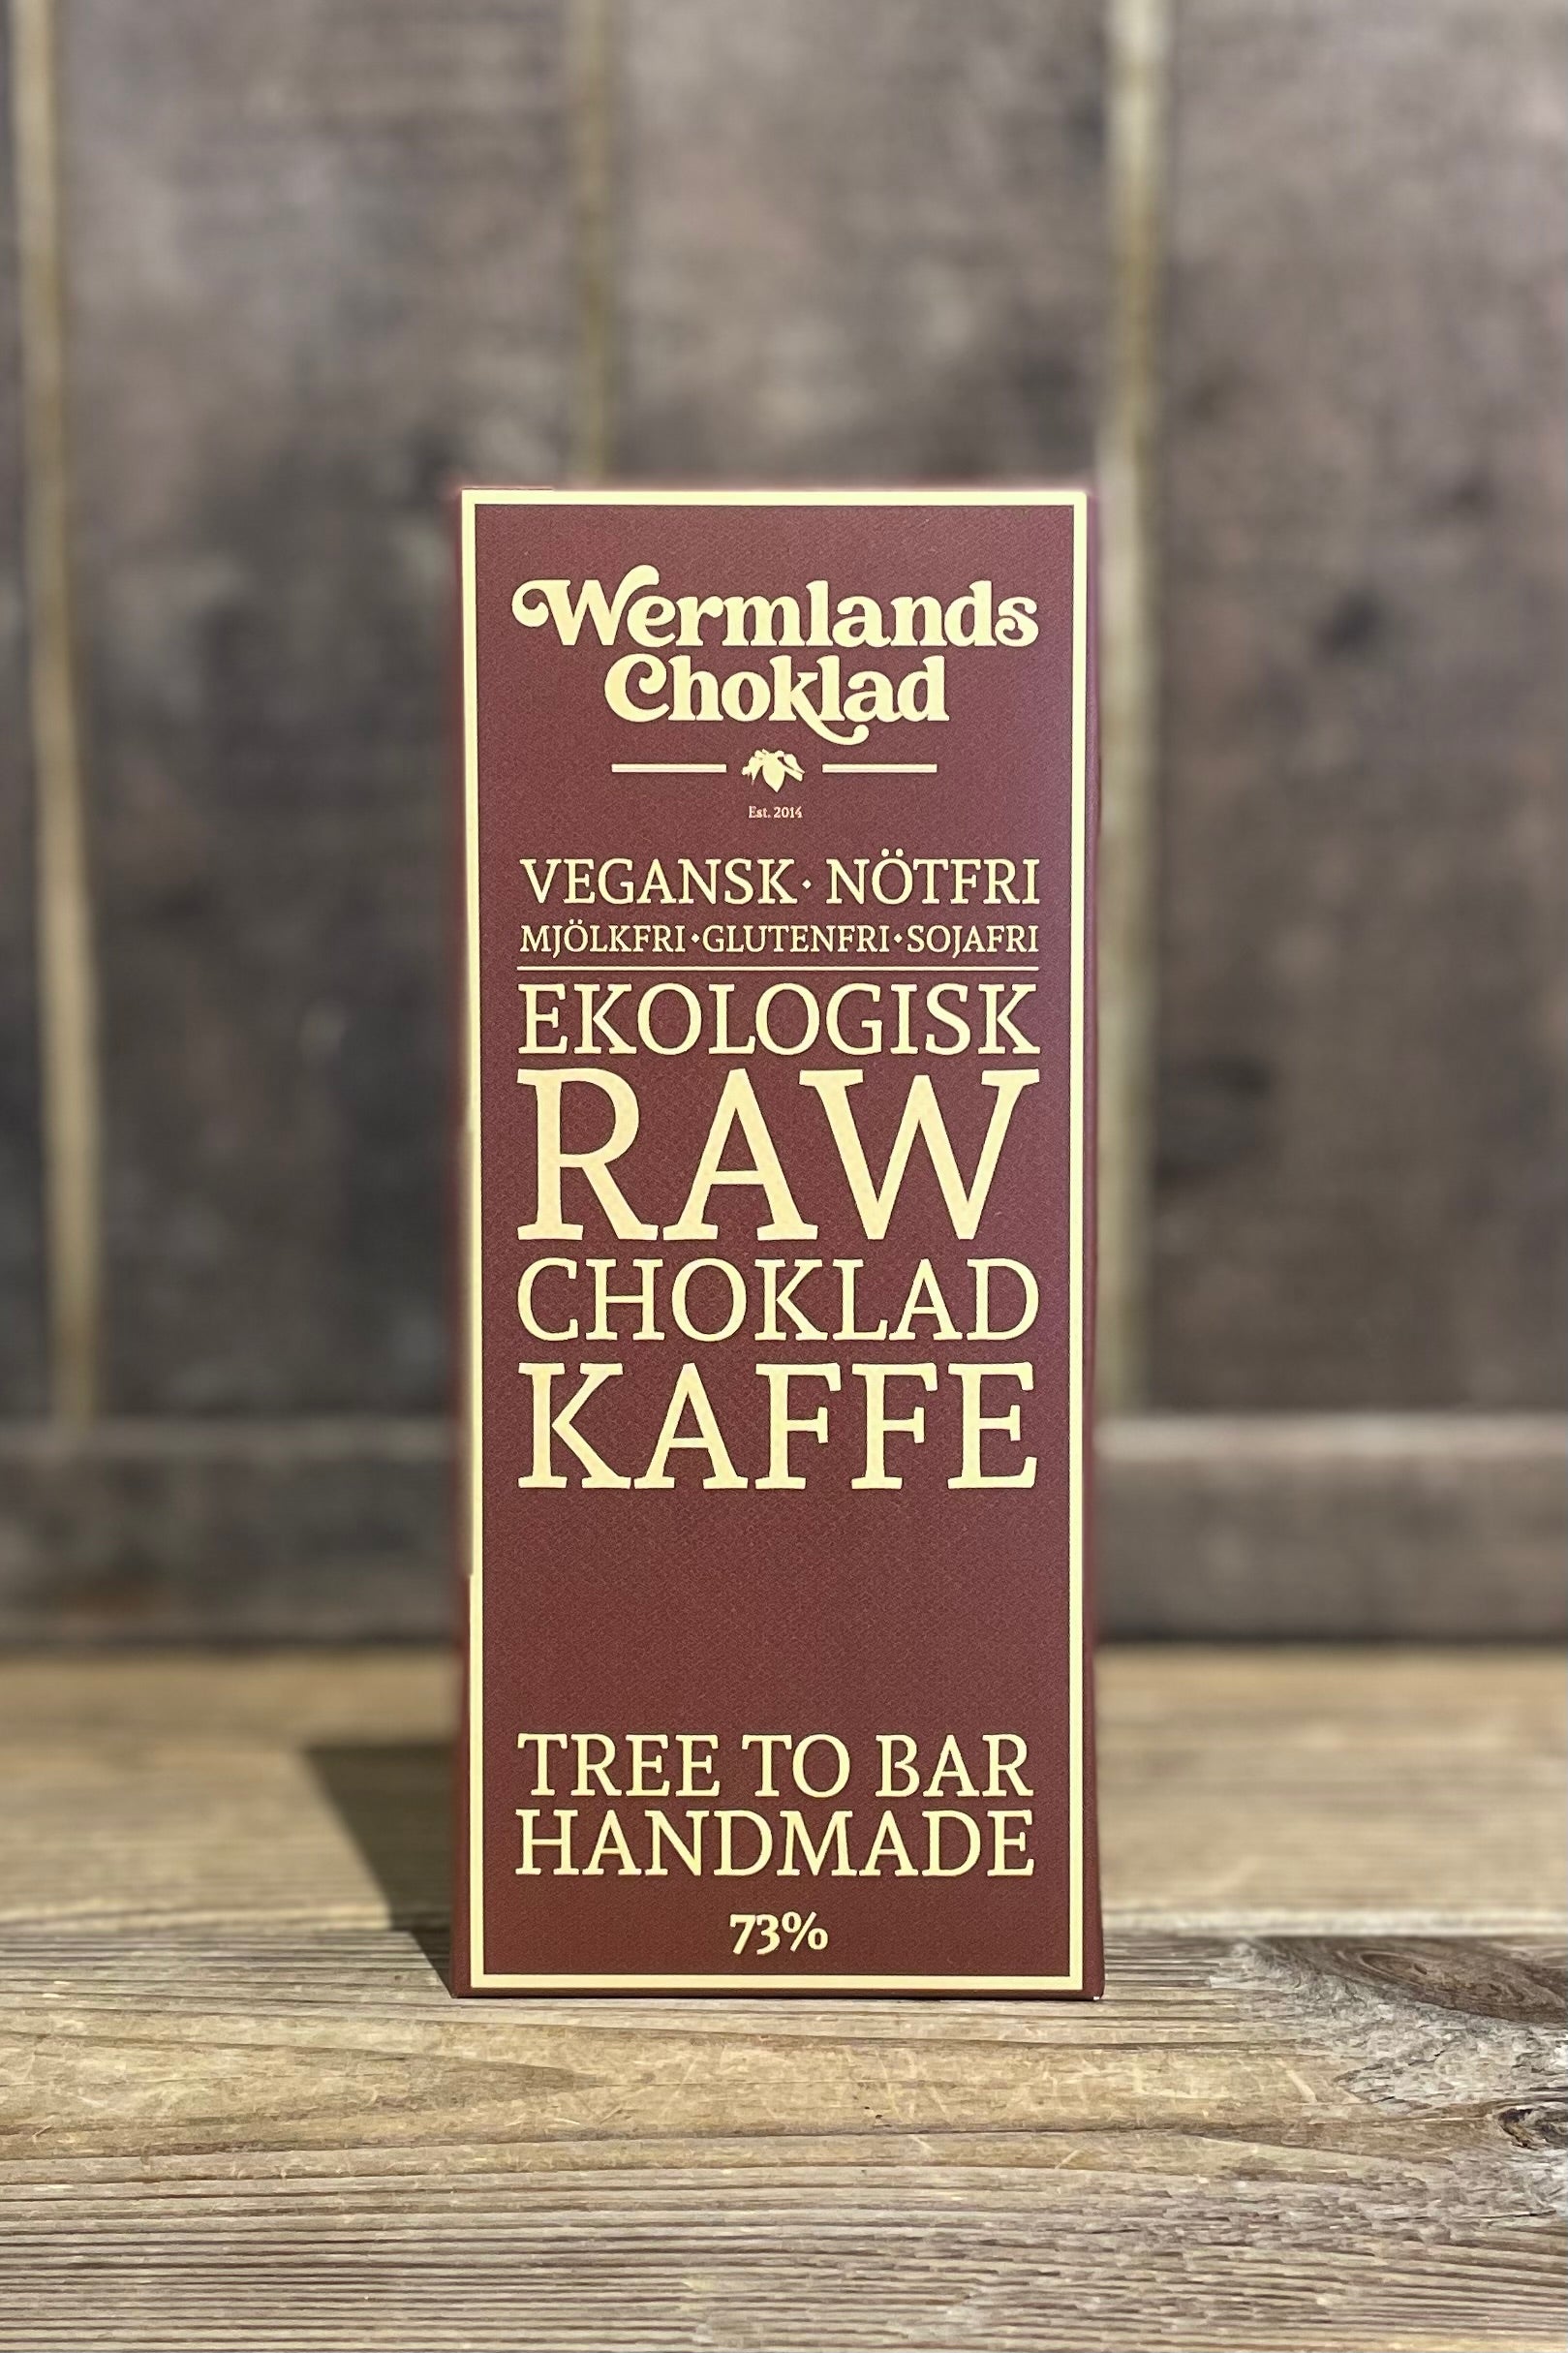 Wermlands
Choklad
Est. 2014
VEGANSK· NÖTFRI
MJÖLKFRI·GLUTENFRI·SOJAFRI
EKOLOGISK
RAW
CHOKLAD
KAFFE
TREE TO BAR
HANDMADE
73%